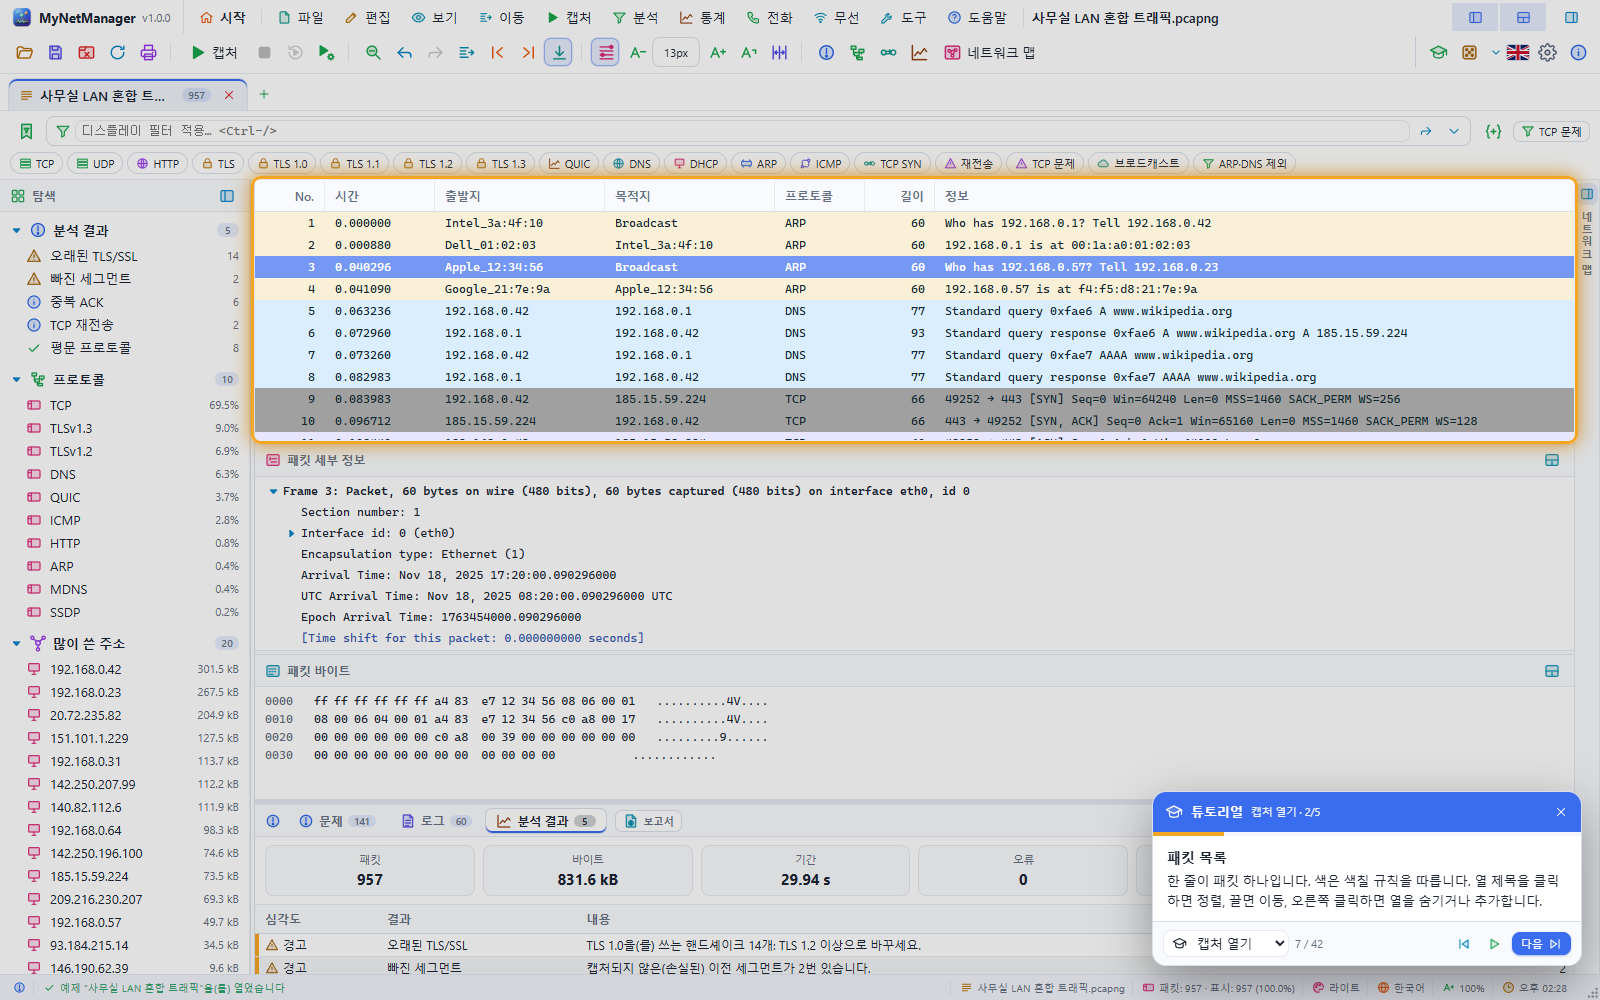 MyNetManager v1.0.0 시작 파일 편집 보기 이동 캡처 분석 통계 전화 무선 도구 도움말 사무실 LAN 혼합 트래픽.pcapng
캡처 A− 13px A+ A 네트워크 맵
사무실 LAN 혼합 트... 957
디스플레이 필터 적용… <Ctrl-/> TCP 문제
TCP UDP HTTP TLS TLS 1.0 TLS 1.1 TLS 1.2 TLS 1.3 QUIC DNS DHCP ARP ICMP TCP SYN 재전송 TCP 문제 브로드캐스트 ARP·DNS 제외
탐색
분석 결과 5
오래된 TLS/SSL 14
빠진 세그먼트 2
중복 ACK 6
TCP 재전송 2
평문 프로토콜 8
프로토콜 10
TCP 69.5%
TLSv1.3 9.0%
TLSv1.2 6.9%
DNS 6.3%
QUIC 3.7%
ICMP 2.8%
HTTP 0.8%
ARP 0.4%
MDNS 0.4%
SSDP 0.2%
많이 쓴 주소 20
192.168.0.42 301.5 kB
192.168.0.23 267.5 kB
20.72.235.82 204.9 kB
151.101.1.229 127.5 kB
192.168.0.31 113.7 kB
142.250.207.99 112.2 kB
140.82.112.6 111.9 kB
192.168.0.64 98.3 kB
142.250.196.100 74.6 kB
185.15.59.224 73.5 kB
209.216.230.207 69.3 kB
192.168.0.57 49.7 kB
93.184.215.14 34.5 kB
146.190.62.39 9.6 kB
No. 시간 출발지 목적지 프로토콜 길이 정보
1 0.000000 Intel_3a:4f:10 Broadcast ARP 60 Who has 192.168.0.1? Tell 192.168.0.42
2 0.000880 Dell_01:02:03 Intel_3a:4f:10 ARP 60 192.168.0.1 is at 00:1a:a0:01:02:03
3 0.040296 Apple_12:34:56 Broadcast ARP 60 Who has 192.168.0.57? Tell 192.168.0.23
4 0.041090 Google_21:7e:9a Apple_12:34:56 ARP 60 192.168.0.57 is at f4:f5:d8:21:7e:9a
5 0.063236 192.168.0.42 192.168.0.1 DNS 77 Standard query 0xfae6 A www.wikipedia.org
6 0.072960 192.168.0.1 192.168.0.42 DNS 93 Standard query response 0xfae6 A www.wikipedia.org A 185.15.59.224
7 0.073260 192.168.0.42 192.168.0.1 DNS 77 Standard query 0xfae7 AAAA www.wikipedia.org
8 0.082983 192.168.0.1 192.168.0.42 DNS 77 Standard query response 0xfae7 AAAA www.wikipedia.org
9 0.083983 192.168.0.42 185.15.59.224 TCP 66 49252 → 443 [SYN] Seq=0 Win=64240 Len=0 MSS=1460 SACK_PERM WS=256
10 0.096712 185.15.59.224 192.168.0.42 TCP 66 443 → 49252 [SYN, ACK] Seq=0 Ack=1 Win=65160 Len=0 MSS=1460 SACK_PERM WS=128
네트워크 맵
패킷 세부 정보
Frame 3: Packet, 60 bytes on wire (480 bits), 60 bytes captured (480 bits) on interface eth0, id 0
Section number: 1
Interface id: 0 (eth0)
Encapsulation type: Ethernet (1)
Arrival Time: Nov 18, 2025 17:20:00.090296000
UTC Arrival Time: Nov 18, 2025 08:20:00.090296000 UTC
Epoch Arrival Time: 1763454000.090296000
[Time shift for this packet: 0.000000000 seconds]
패킷 바이트
0000 ff ff ff ff ff ff a4 83 e7 12 34 56 08 06 00 01 ..........4V....
0010 08 00 06 04 00 01 a4 83 e7 12 34 56 c0 a8 00 17 ..........4V....
0020 00 00 00 00 00 00 c0 a8 00 39 00 00 00 00 00 00 .........9......
0030 00 00 00 00 00 00 00 00 00 00 00 00 ............
문제 141 로그 60 분석 결과 5 보고서
패킷 바이트 기간 오류
957 831.6 kB 29.94 s 0
심각도 결과 내용
경고 오래된 TLS/SSL TLS 1.0을(를) 쓰는 핸드셰이크 14개: TLS 1.2 이상으로 바꾸세요.
경고 빠진 세그먼트 캡처되지 않은(손실된) 이전 세그먼트가 2번 있습니다. 2
튜토리얼 캡처 열기 · 2/5
패킷 목록
한 줄이 패킷 하나입니다. 색은 색칠 규칙을 따릅니다. 열 제목을 클릭
하면 정렬, 끌면 이동, 오른쪽 클릭하면 열을 숨기거나 추가합니다.
캡처 열기 7 / 42 다음
예제 "사무실 LAN 혼합 트래픽"을(를) 열었습니다 사무실 LAN 혼합 트래픽.pcapng 패킷: 957 · 표시: 957 (100.0%) 라이트 한국어 A+ 100% 오후 02:28